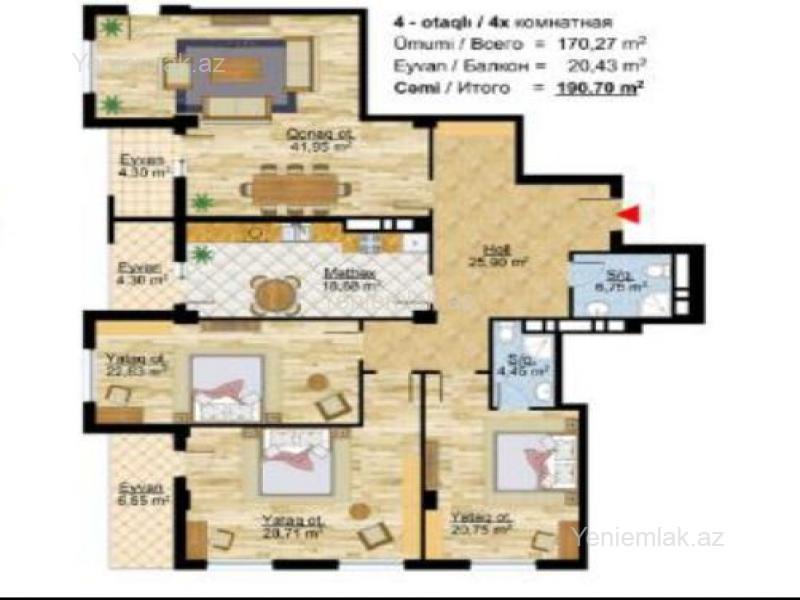 4 - otaqlı / 4x комнатная
Ümumi / Всего = 170,27 m²
Eyvan / Балкон = 20,43 m²
Cəmi / Итого = 190,70 m²
Yeniemlak.az
Qonaq ot.
41,95 m²
Eyvan
4.30 m²
Eyvan
4.30 m²
Mətbəx
18,68 m²
Holl
25.90 m²
S/q.
6,75 m²
Yataq ot.
22,83 m²
S/q.
4,45 m²
Eyvan
6,65 m²
Yataq ot.
28,71 m²
Yataq ot.
20,75 m²
Yeniemlak.az